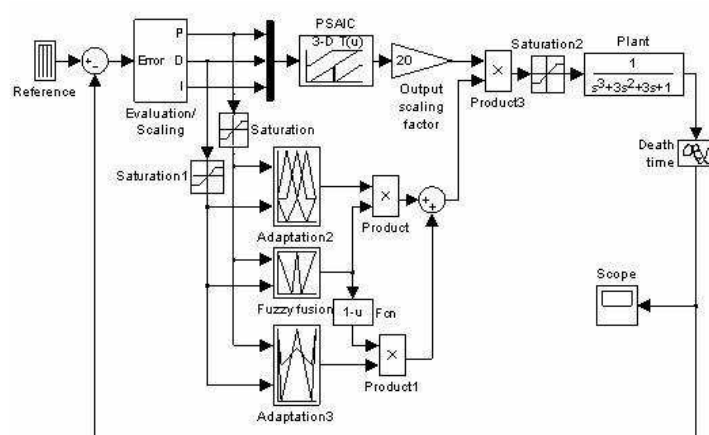 PSAIC
3-D T(u)
P
D
I
Error
Reference
Evaluation/
Scaling
20
Output
scaling
factor
×
Product3
Saturation2
Plant
1
s³+3s²+3s+1
Saturation
Saturation1
Death
time
Adaptation2
×
Product
Fuzzy fusion
1-u
Fcn
Scope
×
Product1
Adaptation3